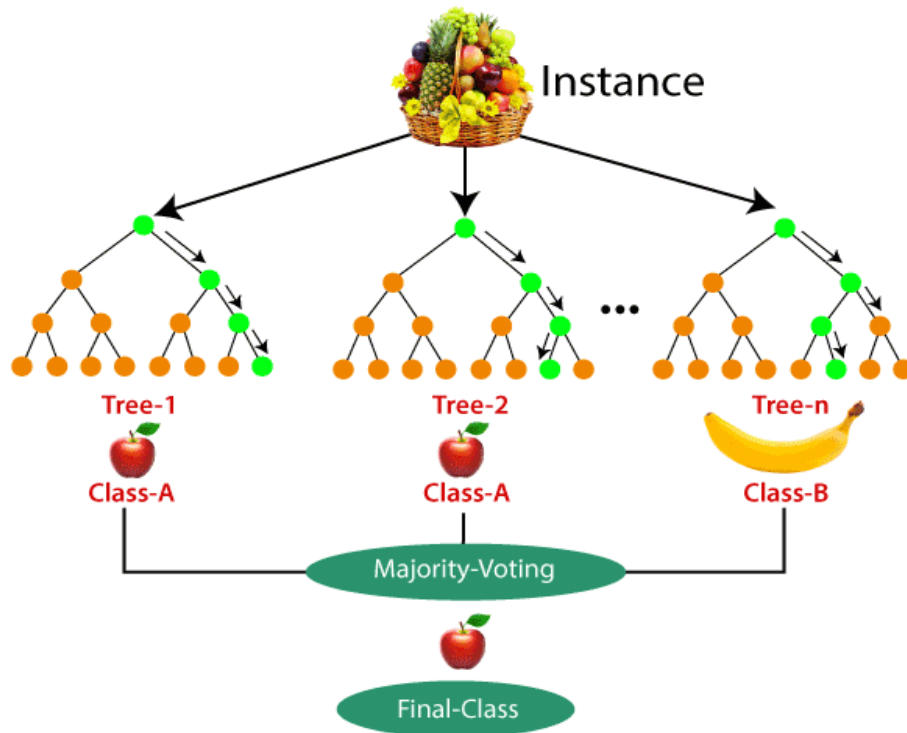 Instance
Tree-1
Tree-2
Tree-n
Class-A
Class-A
Class-B
Majority-Voting
Final-Class